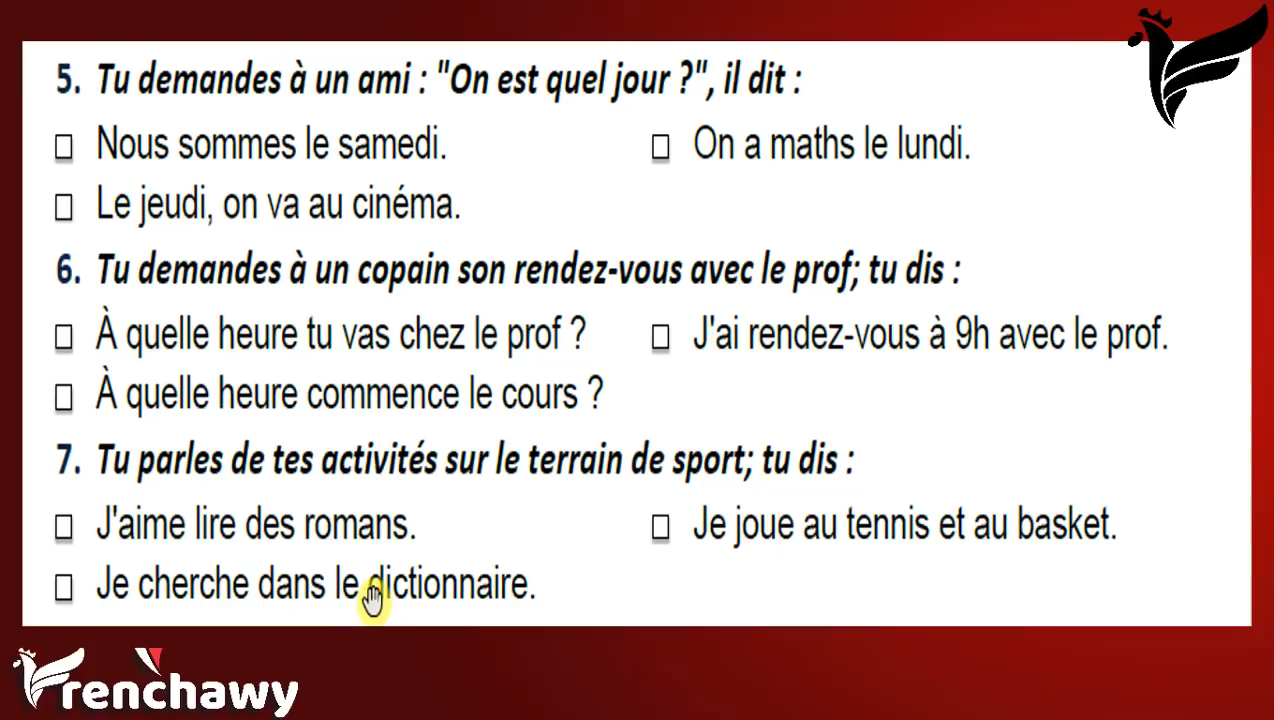 5. Tu demandes à un ami : "On est quel jour ?", il dit :
□ Nous sommes le samedi. □ On a maths le lundi.
□ Le jeudi, on va au cinéma.
6. Tu demandes à un copain son rendez-vous avec le prof; tu dis :
□ À quelle heure tu vas chez le prof ? □ J'ai rendez-vous à 9h avec le prof.
□ À quelle heure commence le cours ?
7. Tu parles de tes activités sur le terrain de sport; tu dis :
□ J'aime lire des romans. □ Je joue au tennis et au basket.
□ Je cherche dans le dictionnaire.
Frenchawy